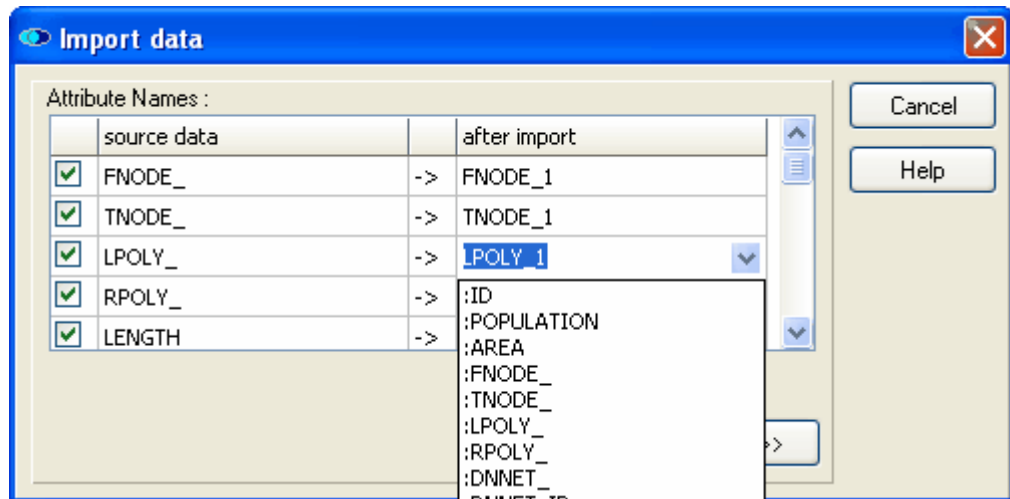 Import data
Attribute Names :
Cancel
source data after import
FNODE_ -> FNODE_1
Help
TNODE_ -> TNODE_1
LPOLY_ -> LPOLY_1
RPOLY_ -> :ID
:POPULATION
LENGTH ->
:AREA
:FNODE_
:TNODE_
:LPOLY_
:RPOLY_
>
:DNNET_